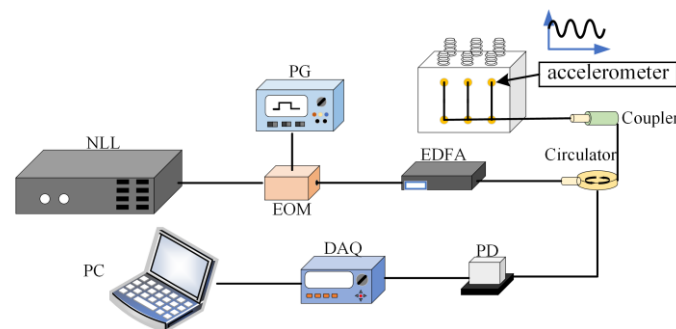 PG
accelerometer
Coupler
NLL
EDFA
Circulator
EOM
PC
DAQ
PD